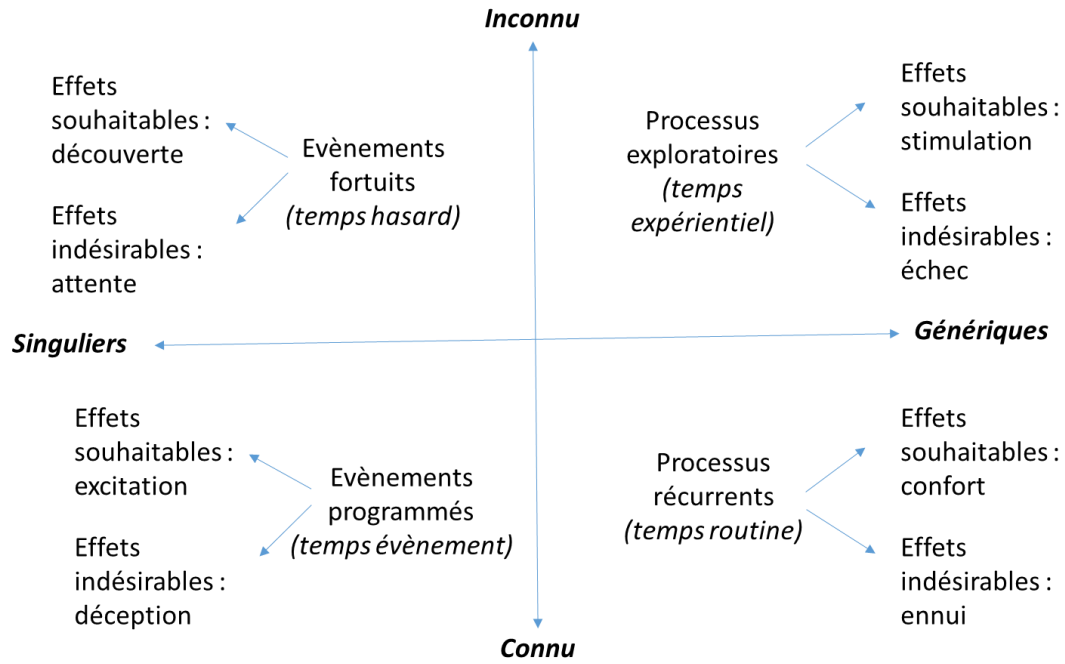 Inconnu
Effets
souhaitables :
découverte
Evènements
fortuits
(temps hasard)
Effets
indésirables :
attente
Processus
exploratoires
(temps
expérientiel)
Effets
souhaitables :
stimulation
Effets
indésirables :
échec
Singuliers
Génériques
Effets
souhaitables :
excitation
Evènements
programmés
(temps évènement)
Effets
indésirables :
déception
Processus
récurrents
(temps routine)
Effets
souhaitables :
confort
Effets
indésirables :
ennui
Connu